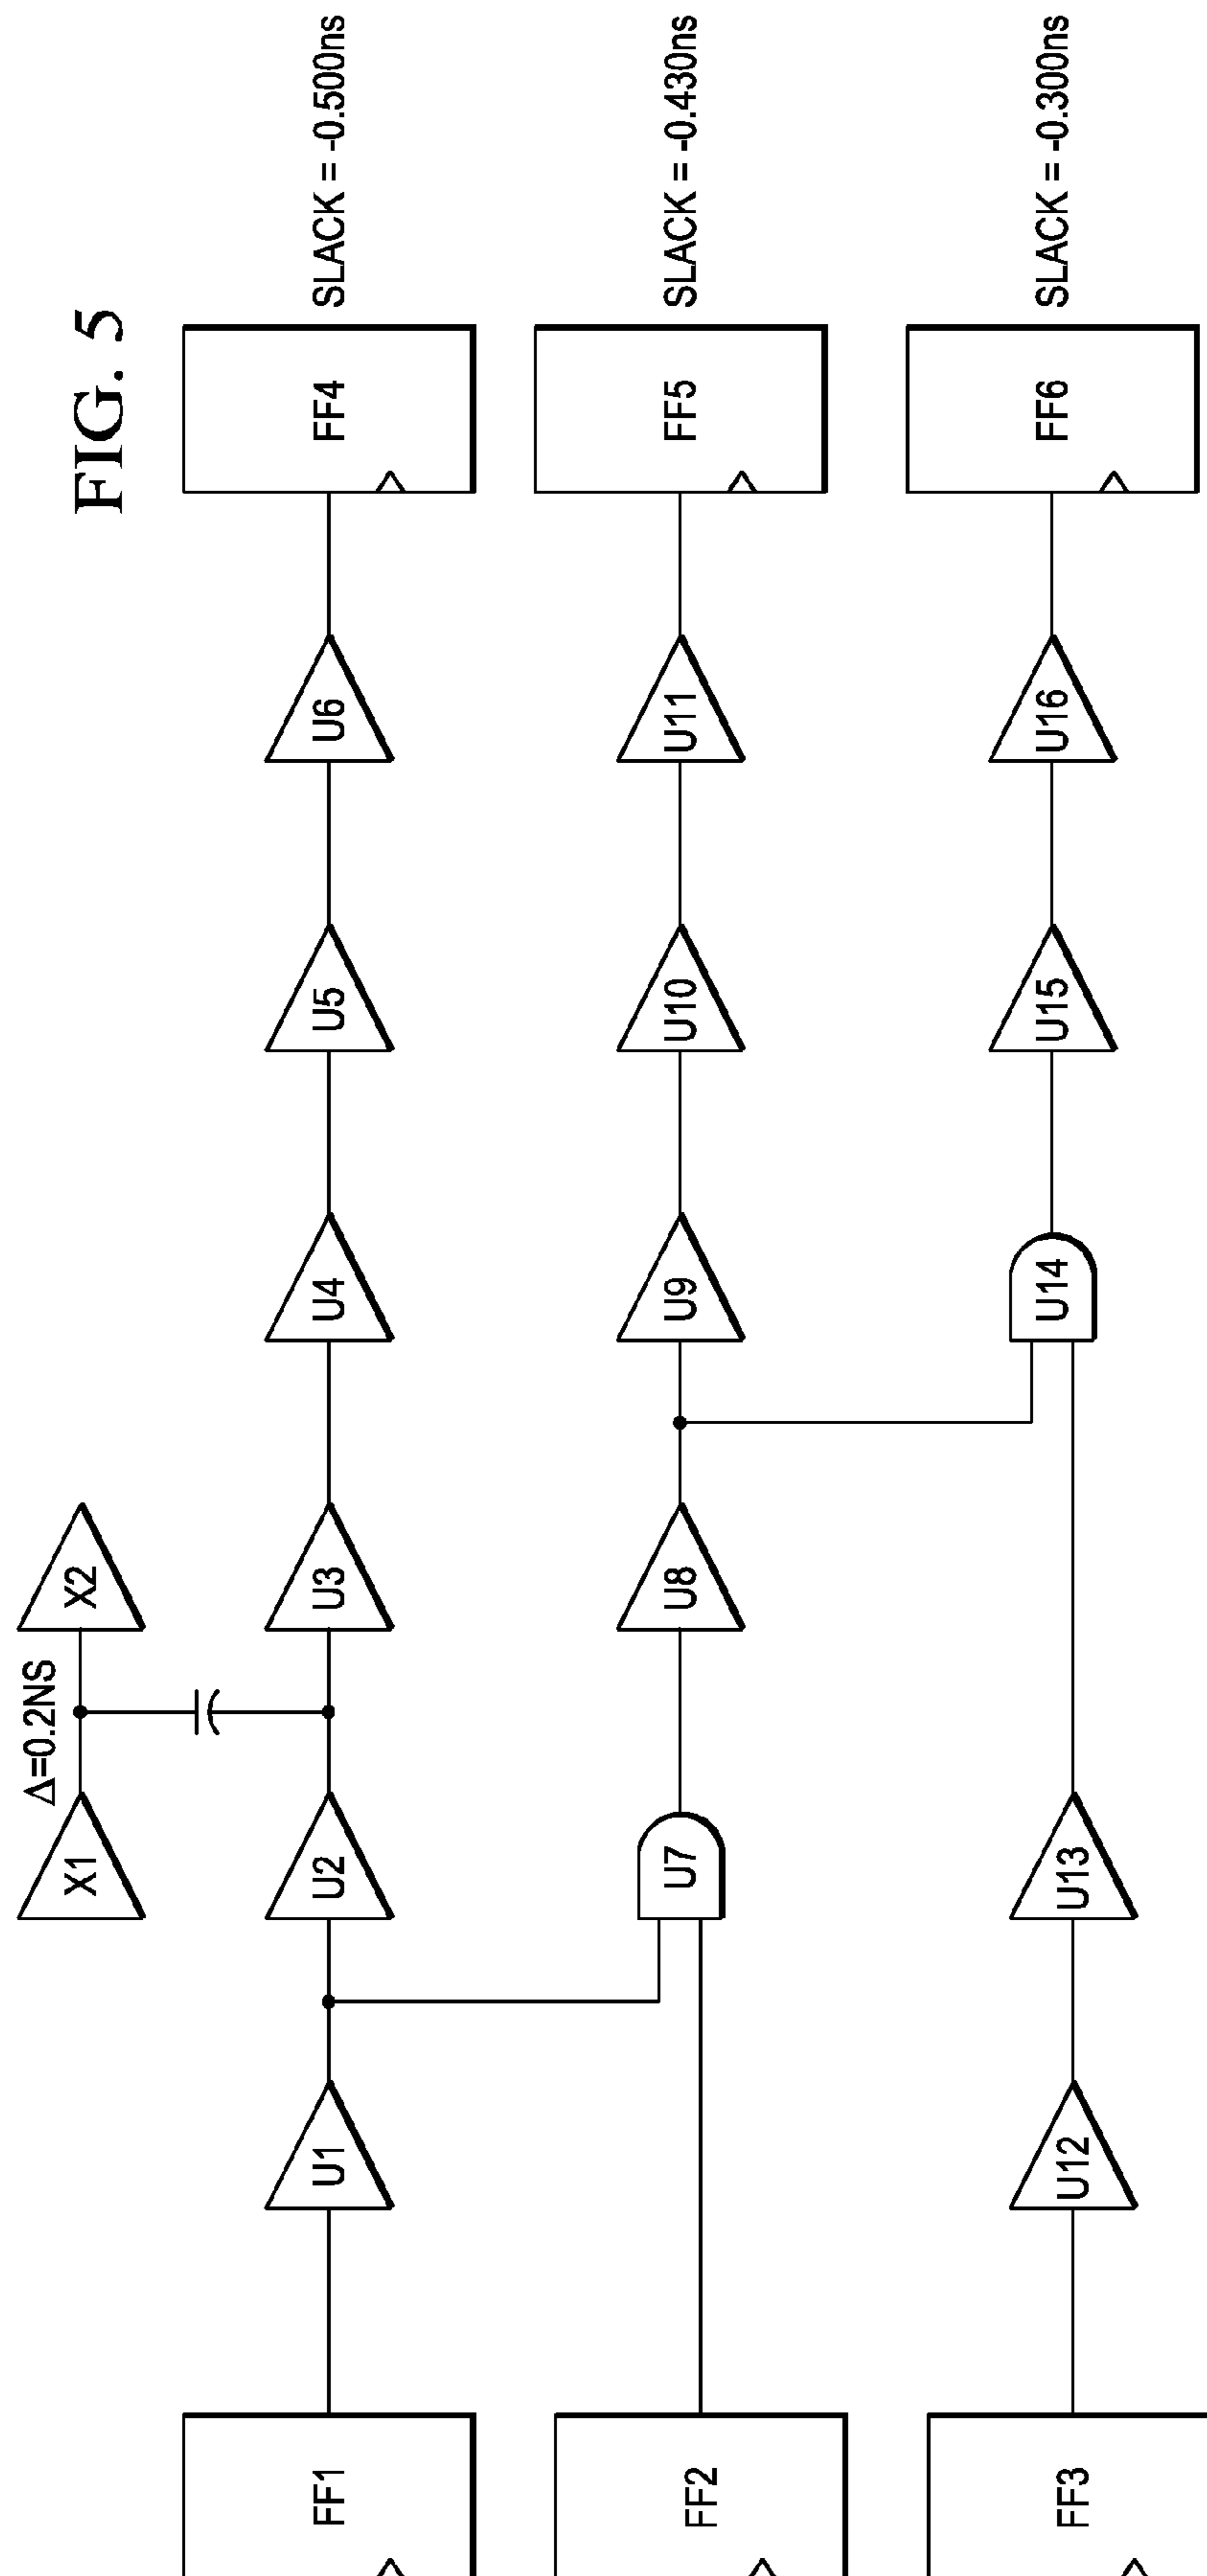 FIG. 5
Δ=0.2NS
X1
X2
FF1
U1
U2
U3
U4
U5
U6
FF4
SLACK = -0.500ns
FF2
U7
U8
U9
U10
U11
FF5
SLACK = -0.430ns
FF3
U12
U13
U14
U15
U16
FF6
SLACK = -0.300ns